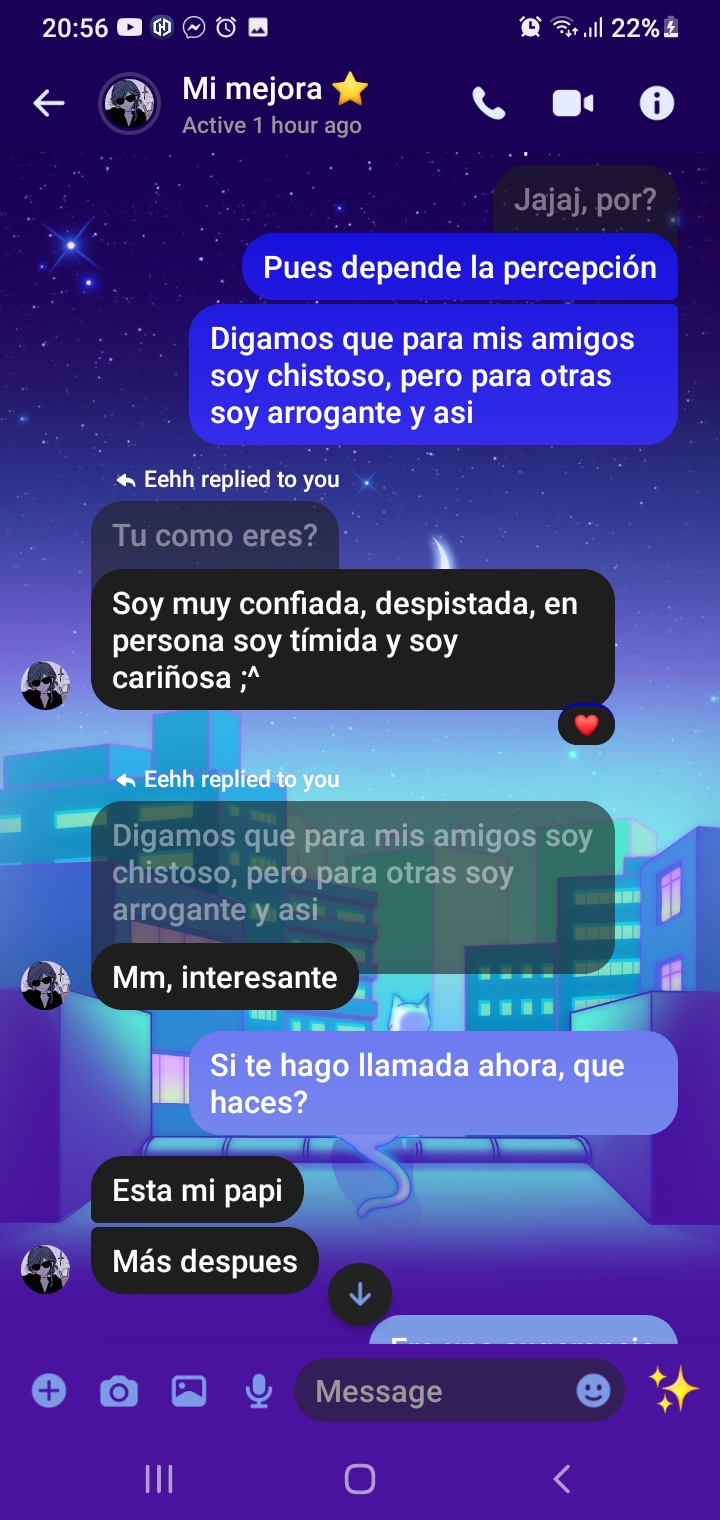 20:56
22%
Mi mejora ⭐
Active 1 hour ago
Jajaj, por?
Pues depende la percepción
Digamos que para mis amigos
soy chistoso, pero para otras
soy arrogante y asi
Eehh replied to you
Tu como eres?
Soy muy confiada, despistada, en
persona soy tímida y soy
cariñosa ;^
❤️
Eehh replied to you
Digamos que para mis amigos soy
chistoso, pero para otras soy
arrogante y asi
Mm, interesante
Si te hago llamada ahora, que
haces?
Esta mi papi
Más despues
Message